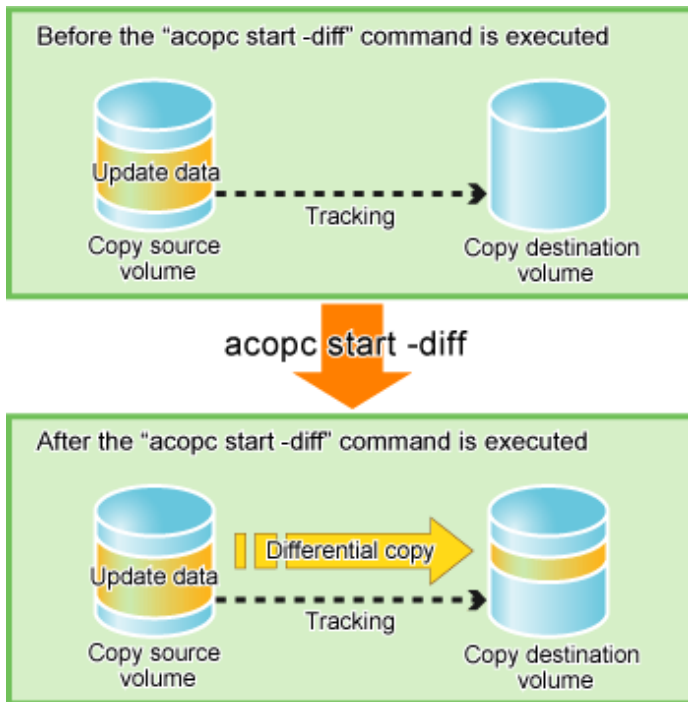 Before the “acopc start -diff” command is executed
Update data
Tracking
Copy source
volume
Copy destination
volume
acopc start -diff
After the “acopc start -diff” command is executed
Differential copy
Update data
Tracking
Copy source
volume
Copy destination
volume